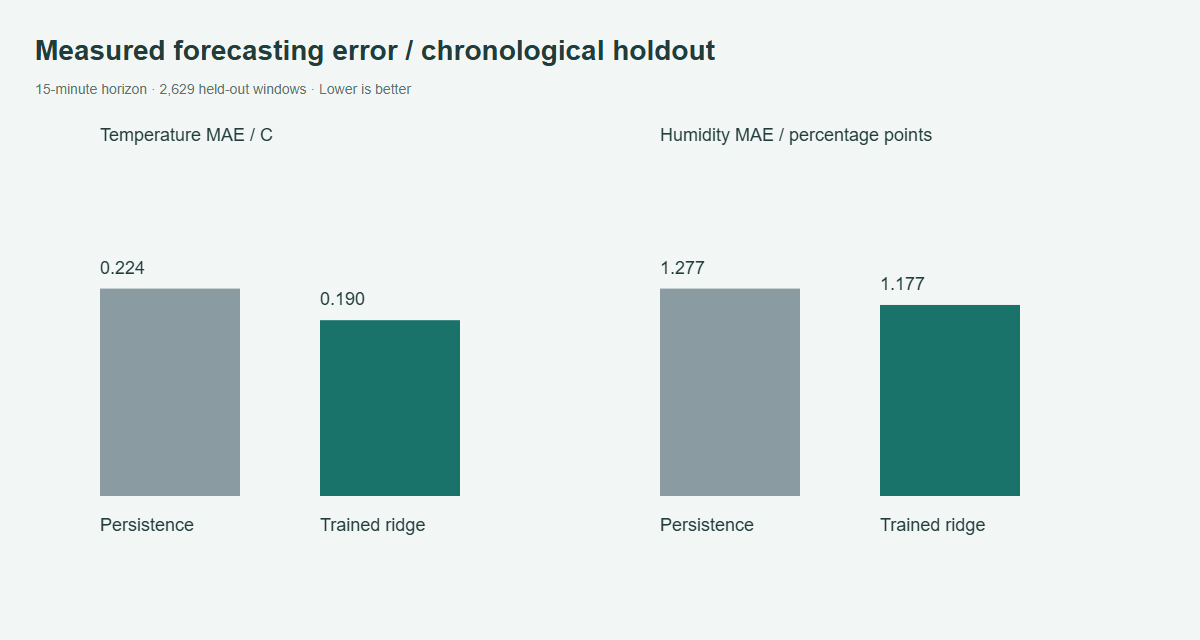 Measured forecasting error / chronological holdout
15-minute horizon · 2,629 held-out windows · Lower is better
Temperature MAE / C
Humidity MAE / percentage points
0.224
0.190
1.277
1.177
Persistence
Trained ridge
Persistence
Trained ridge